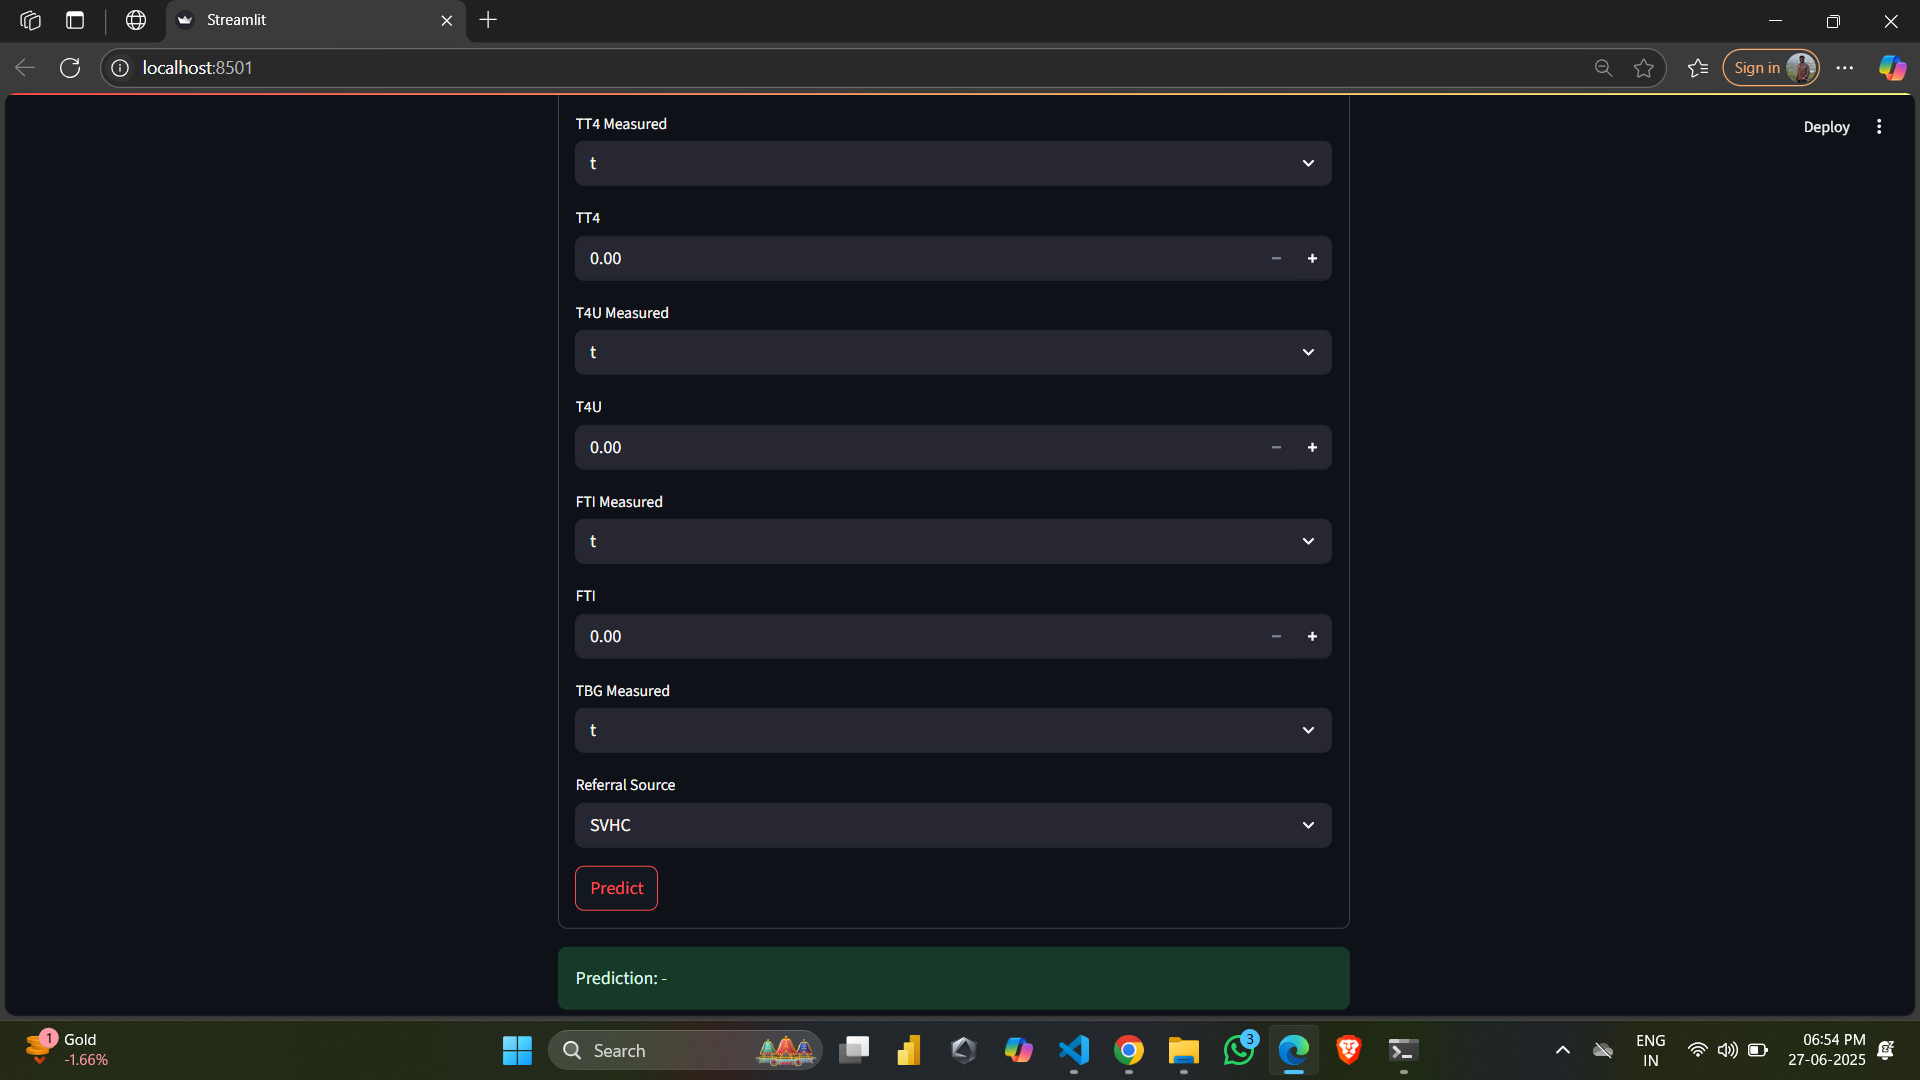 Streamlit
localhost:8501
Sign in
Deploy
TT4 Measured
t
TT4
0.00
T4U Measured
t
T4U
0.00
FTI Measured
t
FTI
0.00
TBG Measured
t
Referral Source
SVHC
Predict
Prediction: -
1
Gold
-1.66%
Search
3
ENG
IN
06:54 PM
27-06-2025